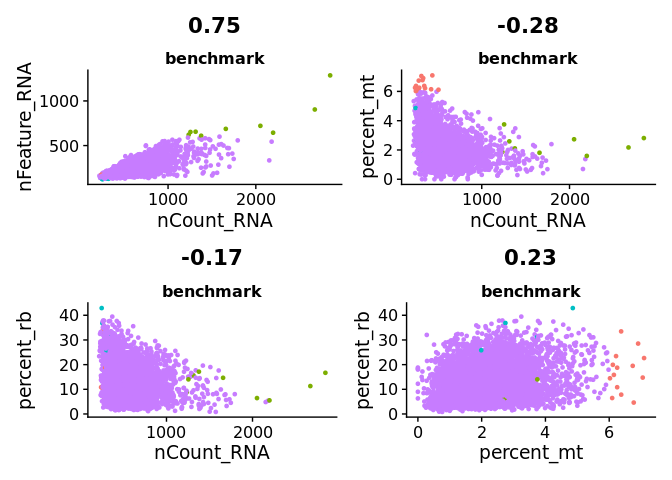 0.75
benchmark
nFeature_RNA
1000
500
1000
2000
nCount_RNA
-0.28
benchmark
percent_mt
6
4
2
0
1000
2000
nCount_RNA
-0.17
benchmark
percent_rb
40
30
20
10
0
1000
2000
nCount_RNA
0.23
benchmark
percent_rb
40
30
20
10
0
0
2
4
6
percent_mt